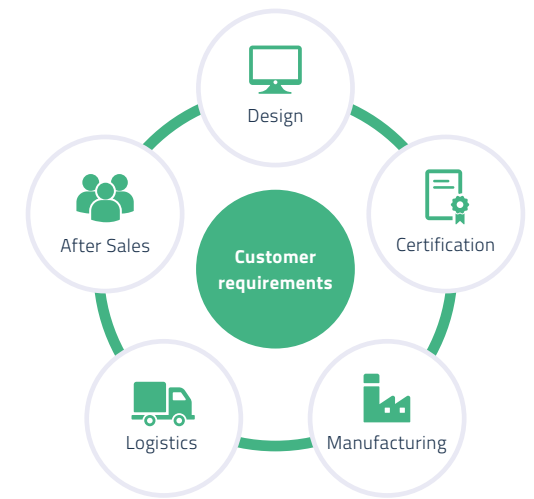 Design
After Sales
Certification
Customer
requirements
Logistics
Manufacturing